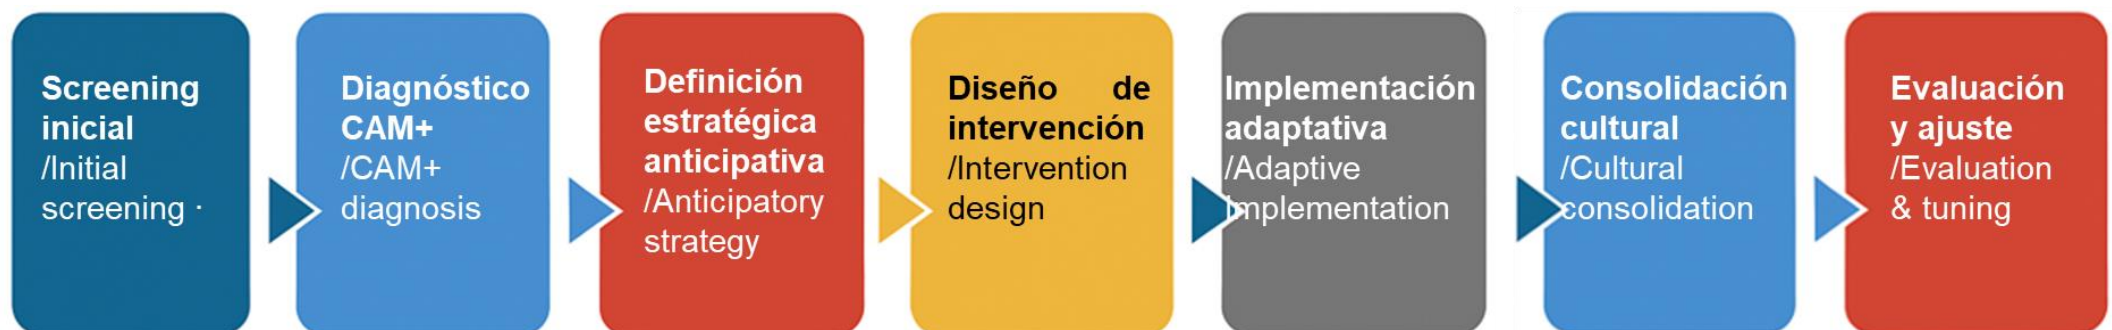 Screening
inicial
/Initial
screening ·
Diagnóstico
CAM+
/CAM+
diagnosis
Definición
estratégica
anticipativa
/Anticipatory
strategy
Diseño de
intervención
/Intervention
design
Implementación
adaptativa
/Adaptive
implementation
Consolidación
cultural
/Cultural
consolidation
Evaluación
y ajuste
/Evaluation
& tuning